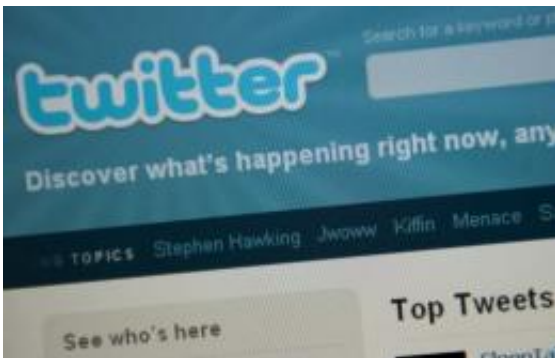 Search for a keyword or
twitter™
Discover what's happening right now, any
TOPICS Stephen Hawking Jwoww Kiffin Menace S
Top Tweets
See who's here